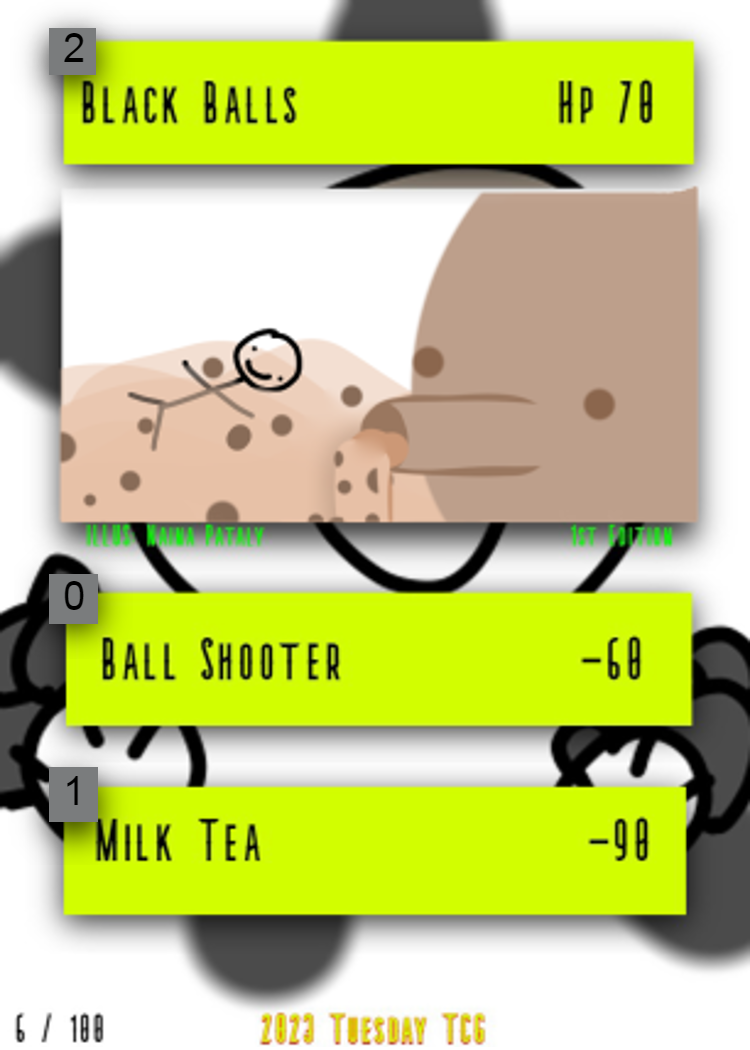 2
Black Balls Hp 70
Illus Naina Pataly 1st Edition
0
Ball Shooter -60
1
Milk Tea -90
6 / 100 2023 Tuesday TCG